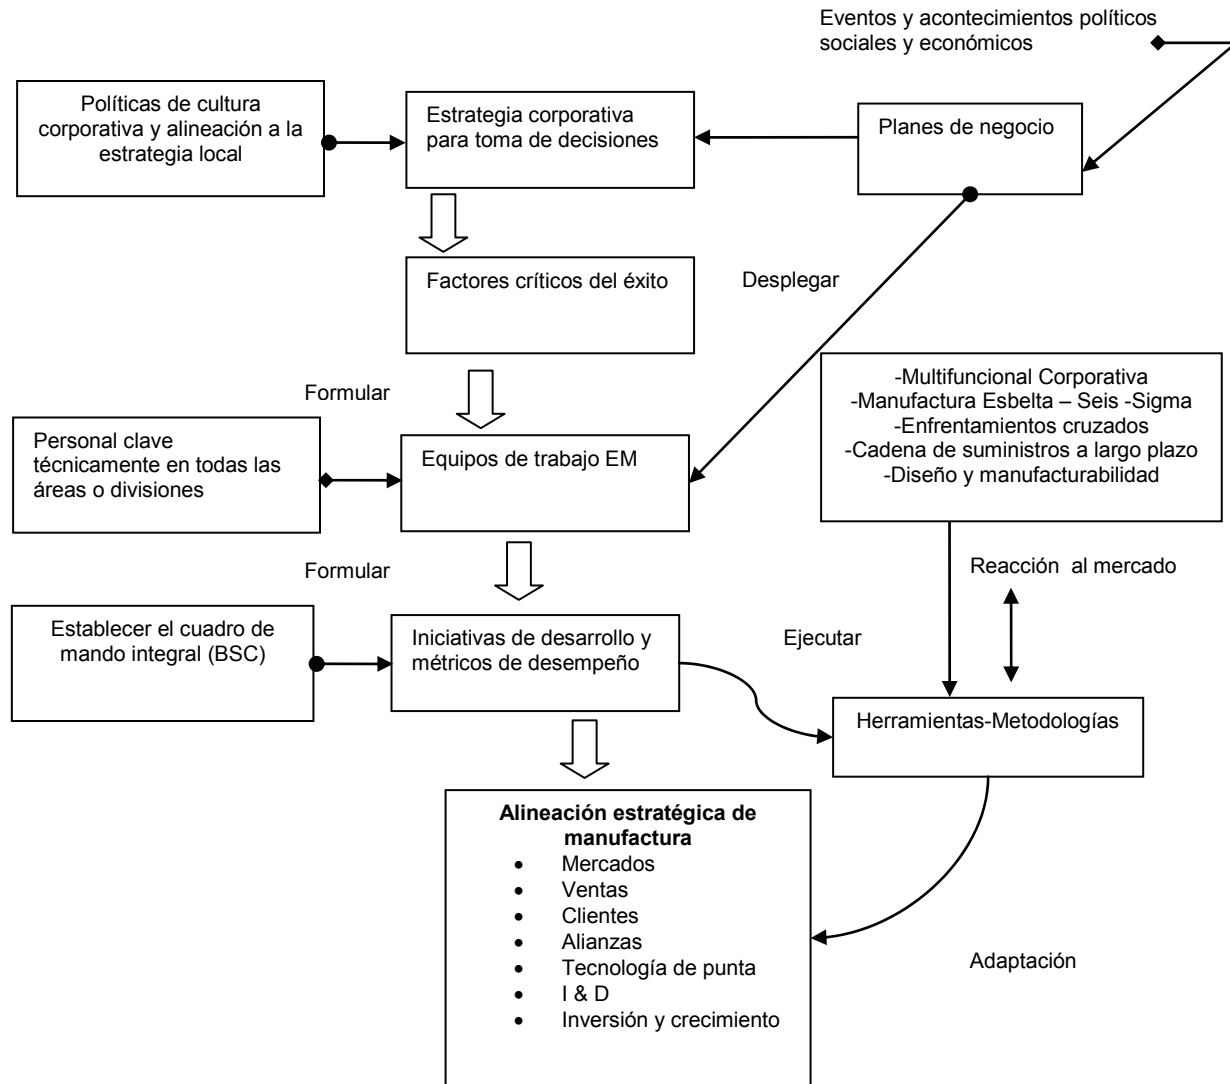 Eventos y acontecimientos políticos
sociales y económicos
Políticas de cultura
corporativa y alineación a la
estrategia local
Estrategia corporativa
para toma de decisiones
Planes de negocio
Factores críticos del éxito
Desplegar
Formular
-Multifuncional Corporativa
-Manufactura Esbelta – Seis -Sigma
-Enfrentamientos cruzados
-Cadena de suministros a largo plazo
-Diseño y manufacturabilidad
Personal clave
técnicamente en todas las
áreas o divisiones
Equipos de trabajo EM
Formular
Reacción al mercado
Establecer el cuadro de
mando integral (BSC)
Iniciativas de desarrollo y
métricos de desempeño
Ejecutar
Herramientas-Metodologías
Alineación estratégica de
manufactura
• Mercados
• Ventas
• Clientes
• Alianzas
• Tecnología de punta
• I & D
• Inversión y crecimiento
Adaptación